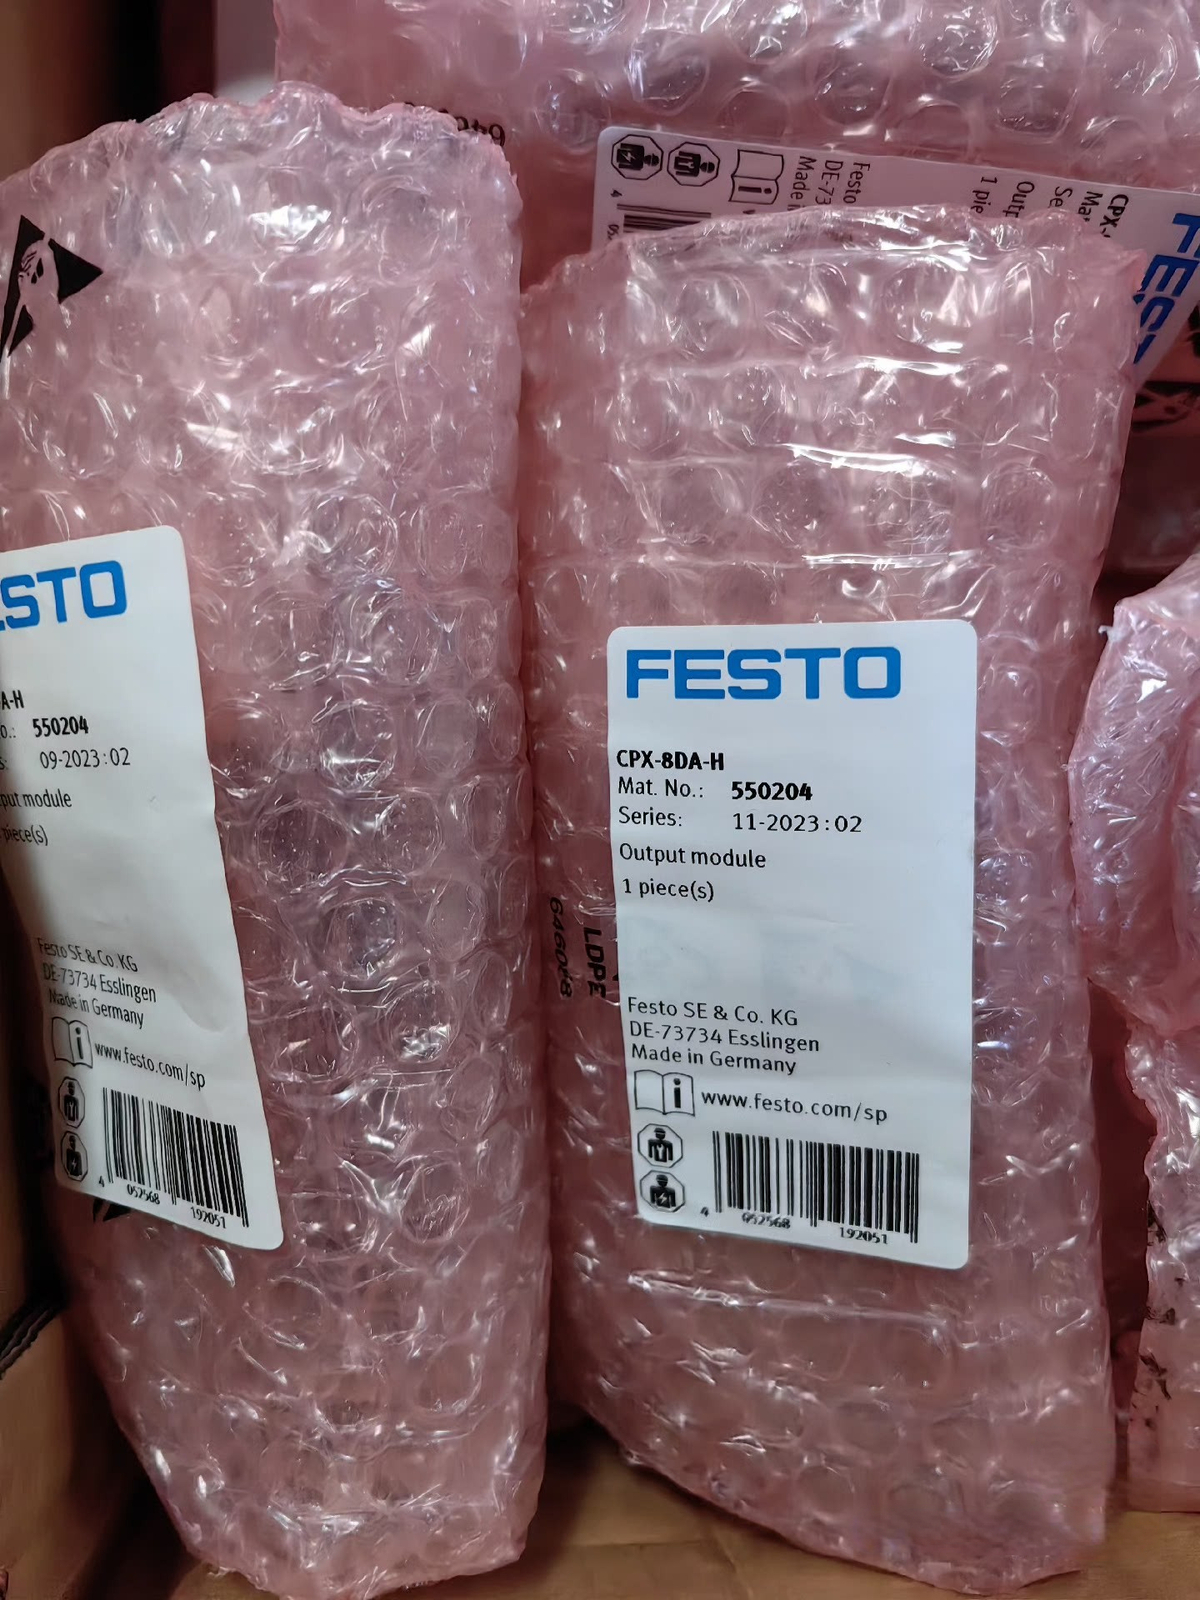 Festo
Made
1 pie
FESTO
550204
09-2023:02
module
piece(s)
Festo SE & Co. KG
DE-73734 Esslingen
Made in Germany
www.festo.com/sp
4 052568 192051
LDPE
FESTO
CPX-8DA-H
Mat. No.: 550204
Series: 11-2023:02
Output module
1 piece(s)
Festo SE & Co. KG
DE-73734 Esslingen
Made in Germany
www.festo.com/sp
4 052568 192051